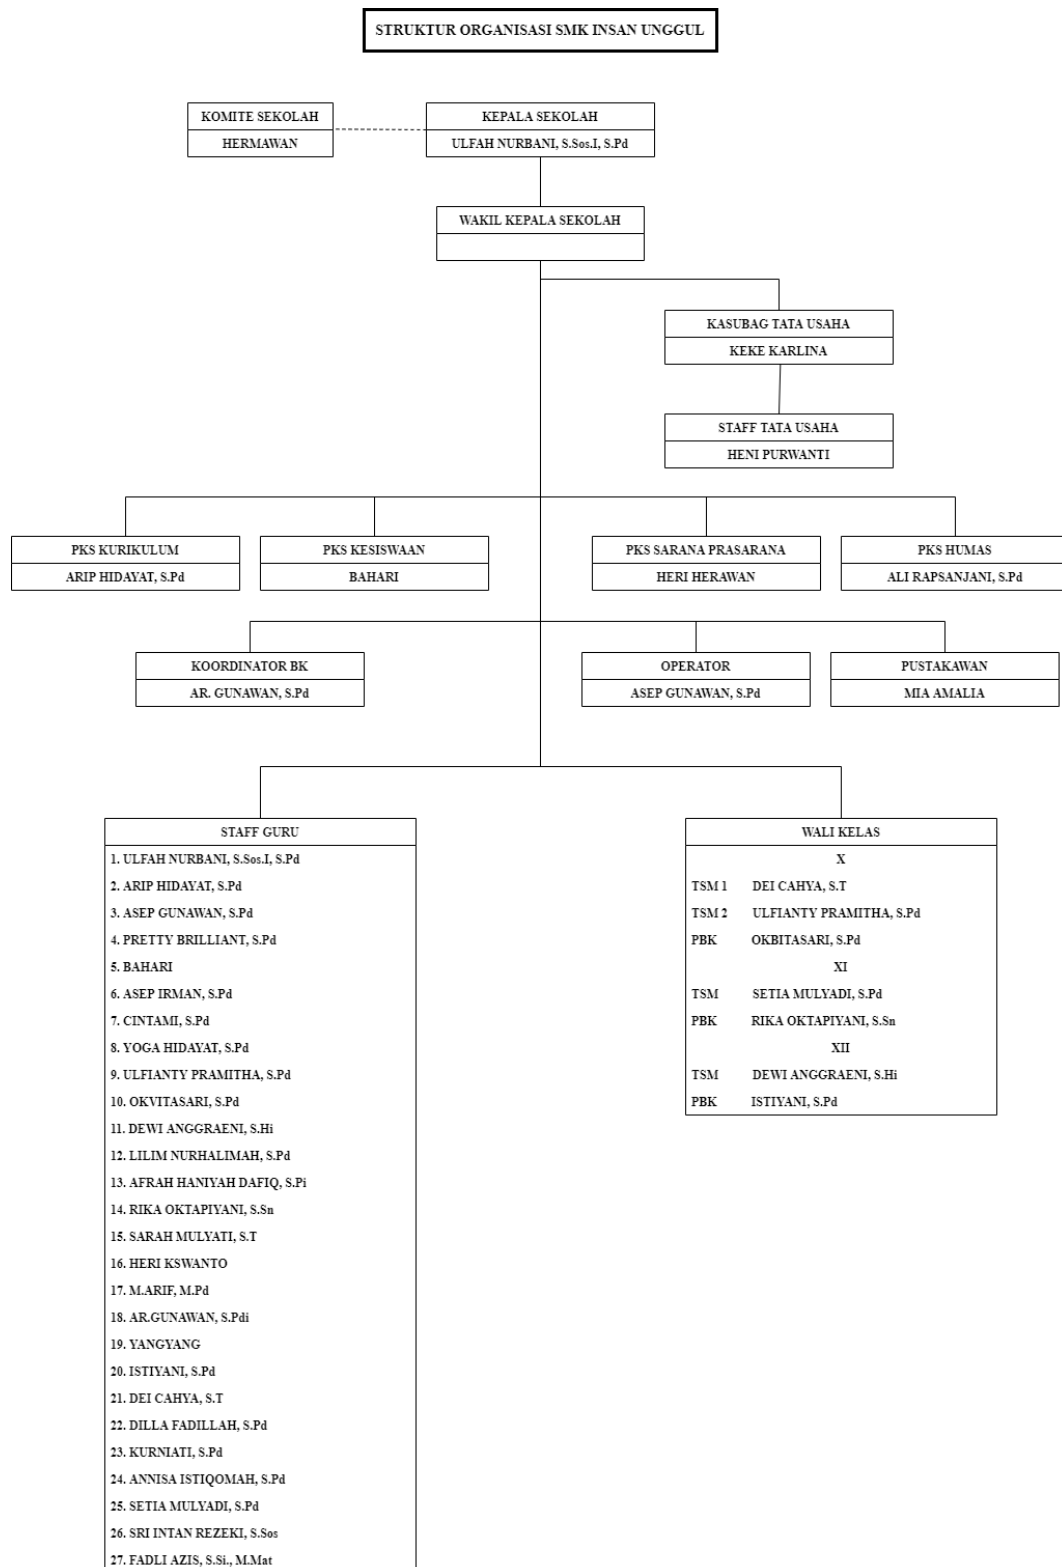 STRUKTUR ORGANISASI SMK INSAN UNGGUL
KOMITE SEKOLAH
HERMAWAN
KEPALA SEKOLAH
ULFAH NURBANI, S.Sos.I, S.Pd
WAKIL KEPALA SEKOLAH
KASUBAG TATA USAHA
KEKE KARLINA
STAFF TATA USAHA
HENI PURWANTI
PKS KURIKULUM
ARIP HIDAYAT, S.Pd
PKS KESISWAAN
BAHARI
PKS SARANA PRASARANA
HERI HERAWAN
PKS HUMAS
ALI RAPSANJANI, S.Pd
KOORDINATOR BK
AR. GUNAWAN, S.Pd
OPERATOR
ASEP GUNAWAN, S.Pd
PUSTAKAWAN
MIA AMALIA
STAFF GURU
1. ULFAH NURBANI, S.Sos.I, S.Pd
2. ARIP HIDAYAT, S.Pd
3. ASEP GUNAWAN, S.Pd
4. PRETTY BRILLIANT, S.Pd
5. BAHARI
6. ASEP IRMAN, S.Pd
7. CINTAMI, S.Pd
8. YOGA HIDAYAT, S.Pd
9. ULFIANTY PRAMITHA, S.Pd
10. OKVITASARI, S.Pd
11. DEWI ANGGRAENI, S.Hi
12. LILIM NURHALIMAH, S.Pd
13. AFRAH HANIYAH DAFIQ, S.Pi
14. RIKA OKTAPIYANI, S.Sn
15. SARAH MULYATI, S.T
16. HERI KSWANTO
17. M.ARIF, M.Pd
18. AR.GUNAWAN, S.Pdi
19. YANGYANG
20. ISTIYANI, S.Pd
21. DEI CAHYA, S.T
22. DILLA FADILLAH, S.Pd
23. KURNIATI, S.Pd
24. ANNISA ISTIQOMAH, S.Pd
25. SETIA MULYADI, S.Pd
26. SRI INTAN REZEKI, S.Sos
27. FADLI AZIS, S.Si., M.Mat
WALI KELAS
X
TSM 1 DEI CAHYA, S.T
TSM 2 ULFIANTY PRAMITHA, S.Pd
PBK OKBITASARI, S.Pd
XI
TSM SETIA MULYADI, S.Pd
PBK RIKA OKTAPIYANI, S.Sn
XII
TSM DEWI ANGGRAENI, S.Hi
PBK ISTIYANI, S.Pd